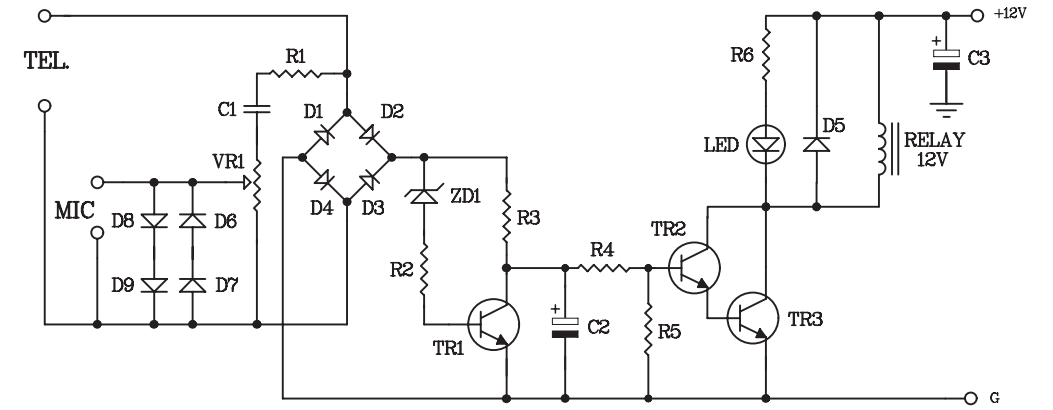 +12V
TEL.
R1
R6
C3
C1
D1
D2
D5
LED
RELAY
12V
VR1
D4
D3
ZD1
MIC
D8
D6
R3
TR2
R2
R4
D9
D7
C2
R5
TR3
TR1
G